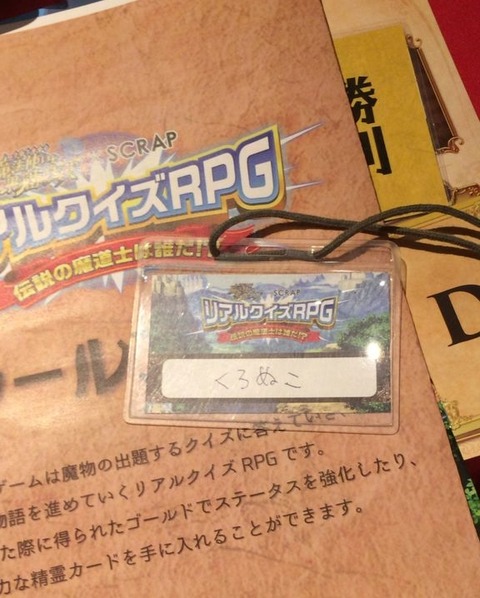 SCRAP
アルクイズRPG
伝説の魔道士は誰だ!?
勝利
D
ール
SCRAP
リアルクイズRPG
伝説の魔道士は誰だ!?
くろぬこ
ゲームは魔物の出題するクイズに答えていき、
物語を進めていくリアルクイズRPGです。
た際に得られたゴールドでステータスを強化したり、
力な精霊カードを手に入れることができます。